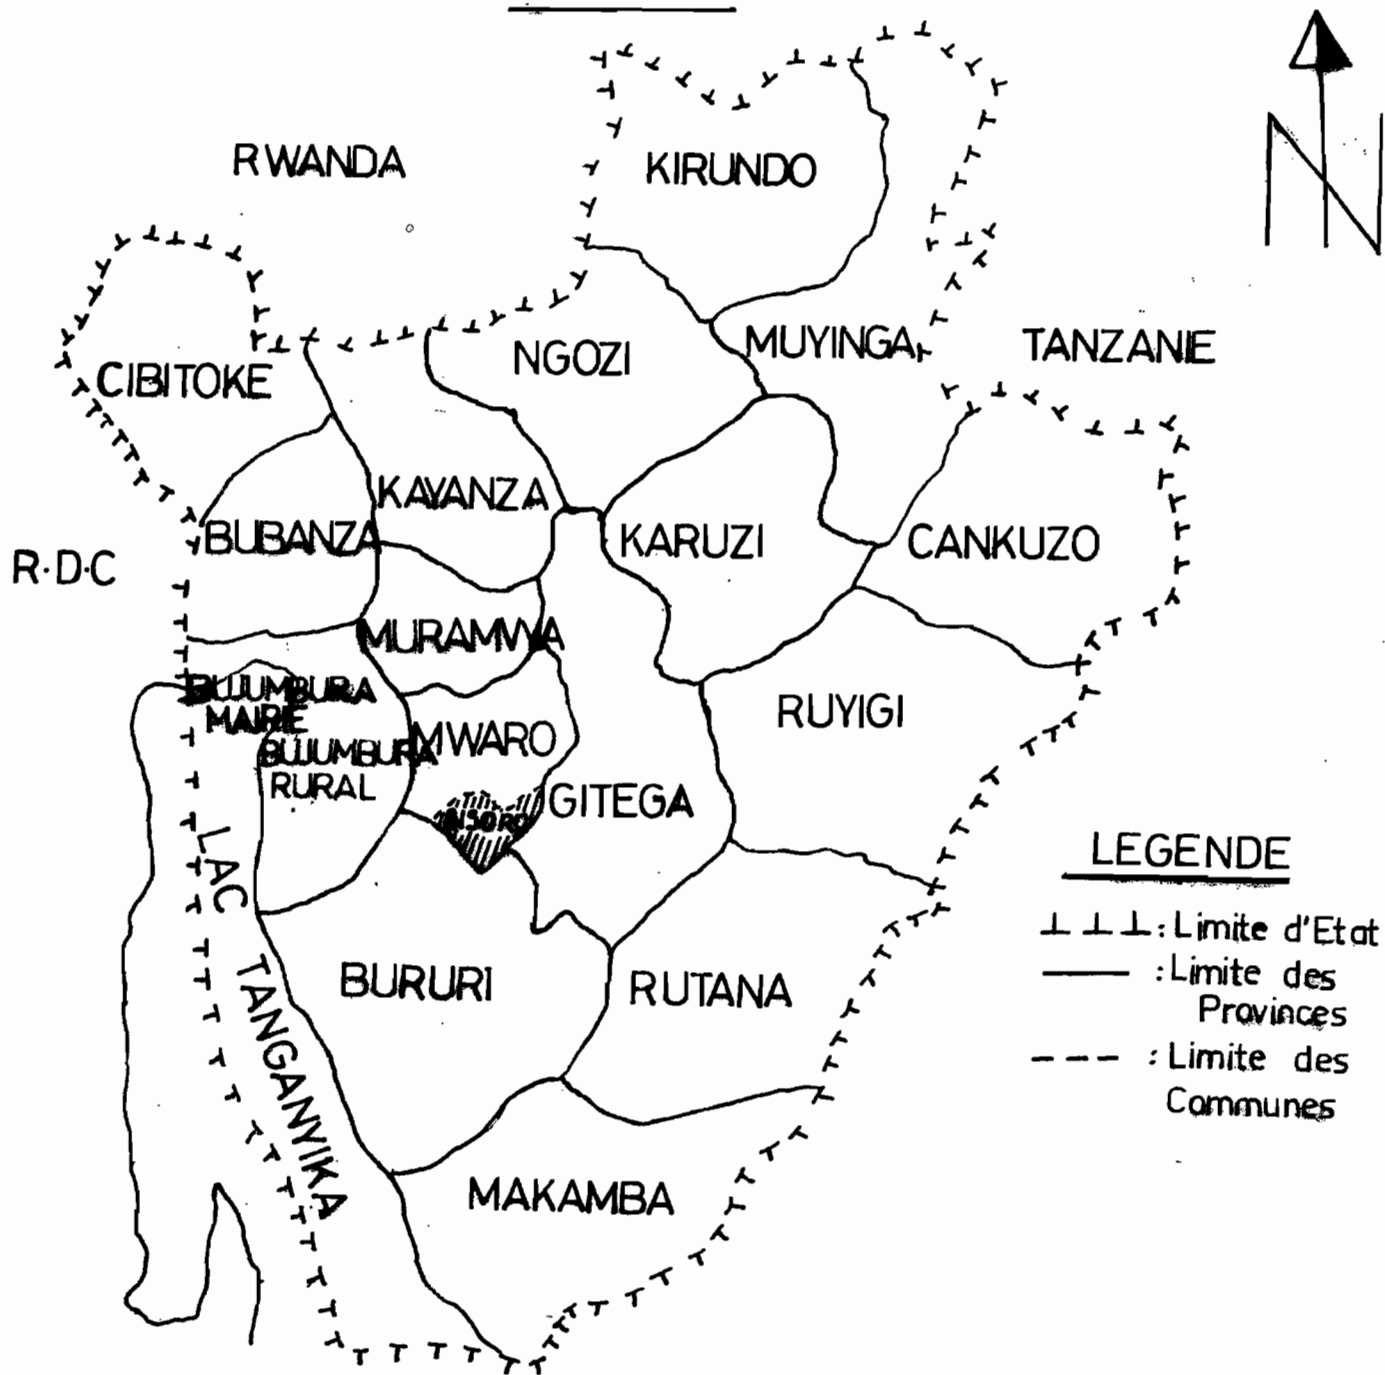 N
RWANDA
KIRUNDO
NGOZI
MUYINGA
TANZANIE
CIBITOKE
KAYANZA
BUBANZA
KARUZI
CANKUZO
R.D.C
MURAMVYA
BUJUMBURA
MAIRIE
BUJUMBURA
RURAL
MWARO
RUYIGI
GITEGA
BISORO
LAC TANGANYIKA
BURURI
RUTANA
MAKAMBA
LEGENDE
: Limite d'Etat
: Limite des
Provinces
: Limite des
Communes